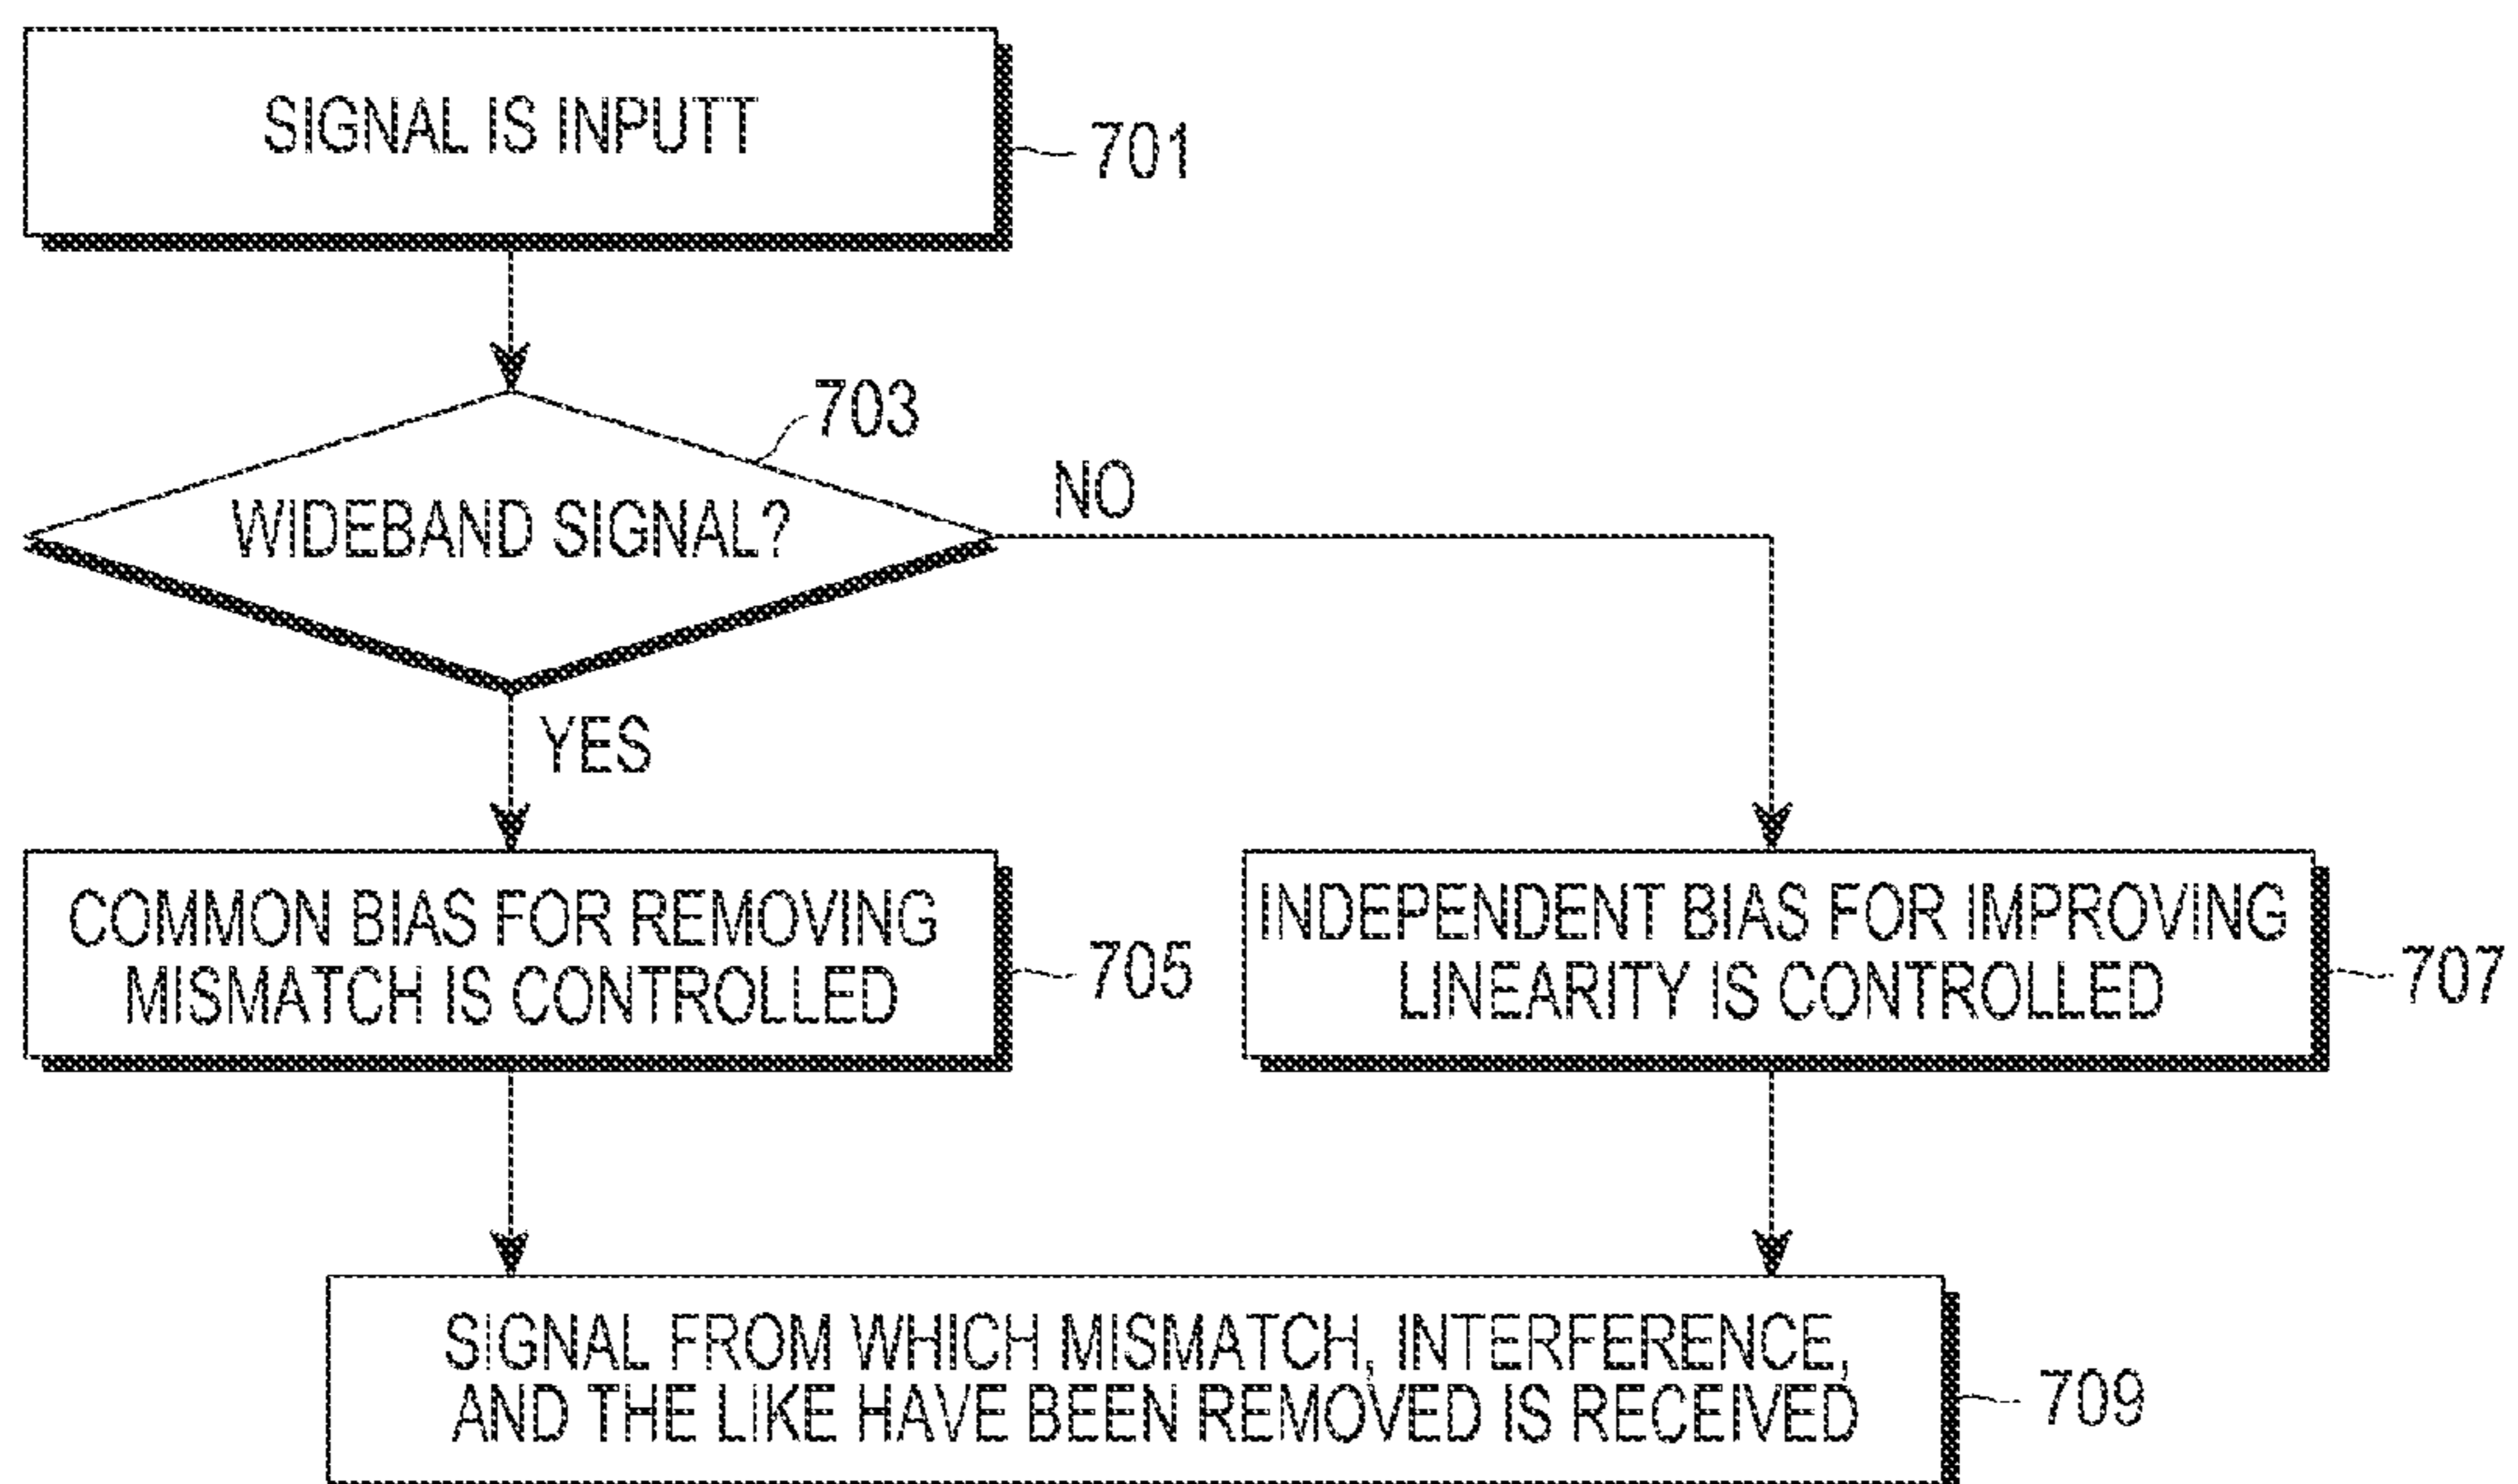 SIGNAL IS INPUTT
701
703
WIDEBAND SIGNAL?
NO
YES
COMMON BIAS FOR REMOVING
MISMATCH IS CONTROLLED
705
INDEPENDENT BIAS FOR IMPROVING
LINEARITY IS CONTROLLED
707
SIGNAL FROM WHICH MISMATCH, INTERFERENCE,
AND THE LIKE HAVE BEEN REMOVED IS RECEIVED
709